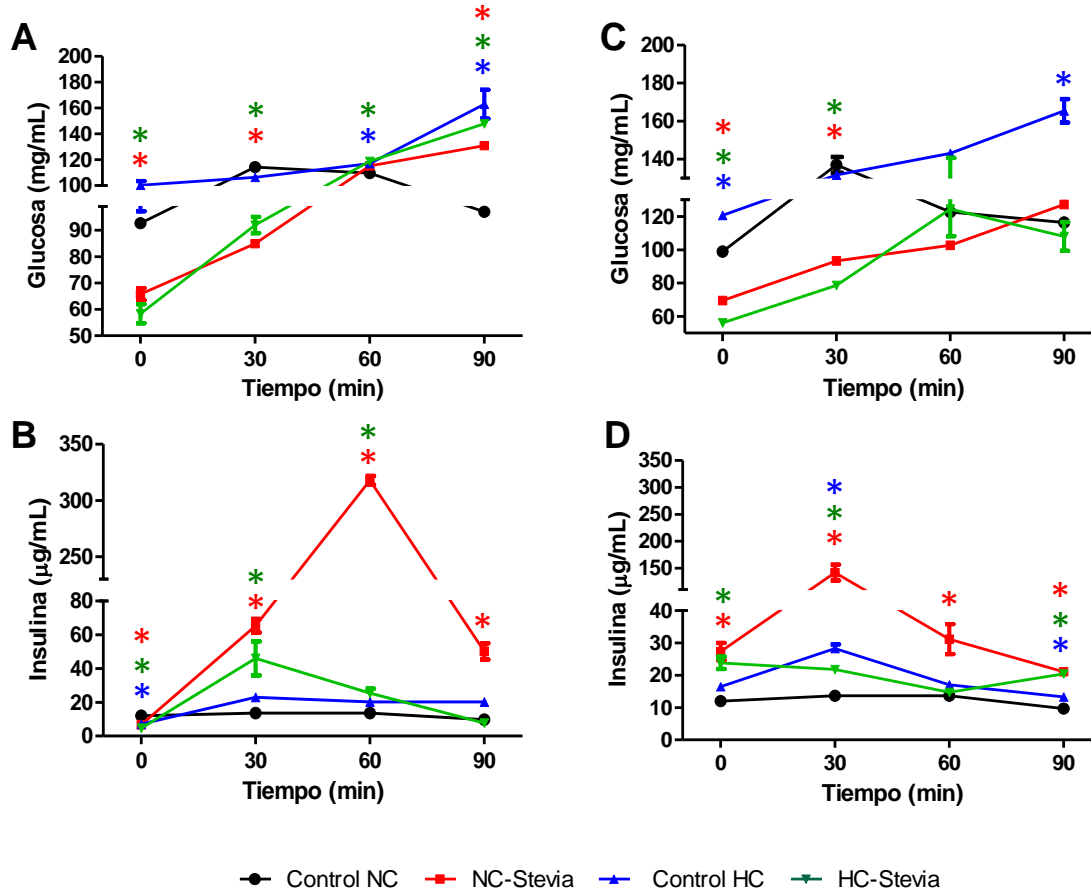 A
Glucosa (mg/mL)
200
180
160
140
120
100
90
80
70
60
50
* * *
* *
* *
* *
0 30 60 90
Tiempo (min)
C
Glucosa (mg/mL)
200
180
160
140
120
100
80
60
* * *
* *
*
0 30 60 90
Tiempo (min)
B
Insulina (µg/mL)
350
300
250
80
60
40
20
0
* * *
* *
* *
*
0 30 60 90
Tiempo (min)
D
Insulina (µg/mL)
350
300
250
200
150
40
30
20
10
0
* *
* * *
*
* * *
0 30 60 90
Tiempo (min)
Control NC NC-Stevia Control HC HC-Stevia